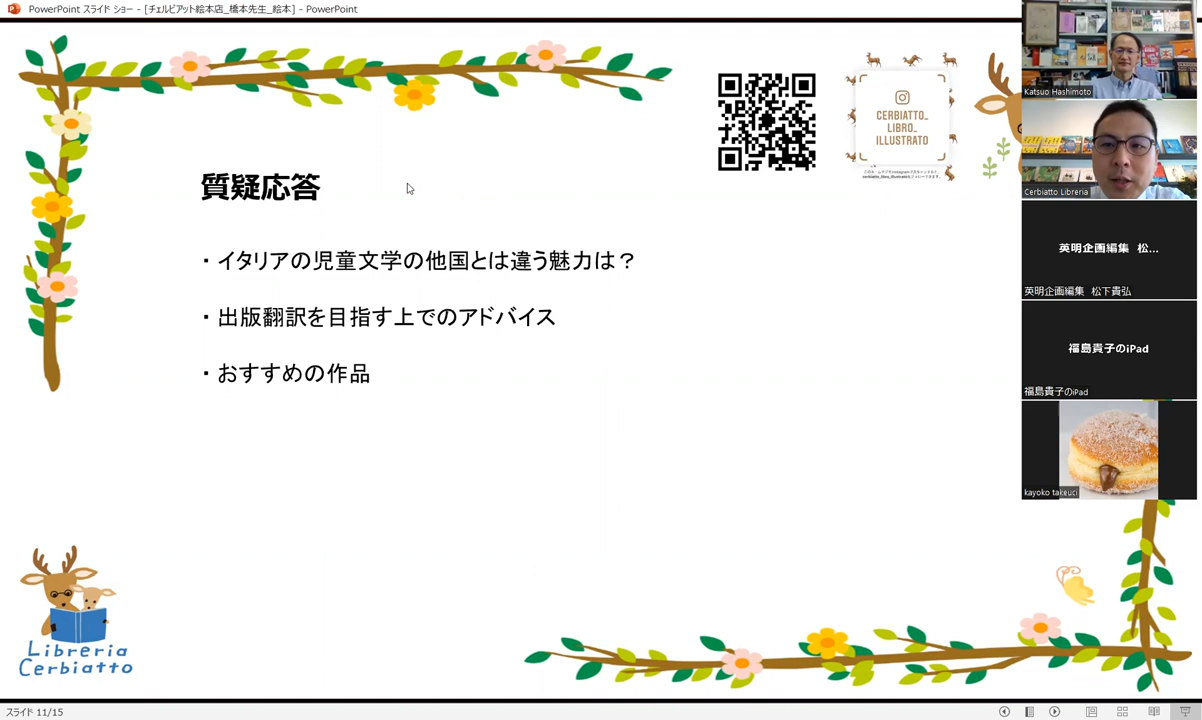 PowerPoint スライド ショー - [チェルビアット絵本店_橋本先生_絵本] - PowerPoint
CERBIATTO_
LIBRO_
ILLUSTRATO
質疑応答
・イタリアの児童文学の他国とは違う魅力は？
・出版翻訳を目指す上でのアドバイス
・おすすめの作品
Libreria
Cerbiatto
Katsuo Hashimoto
Cerbiatto Libreria
英明企画編集 松...
英明企画編集 松下貴弘
福島貴子のiPad
福島貴子のiPad
kayoko takeuci
スライド 11/15